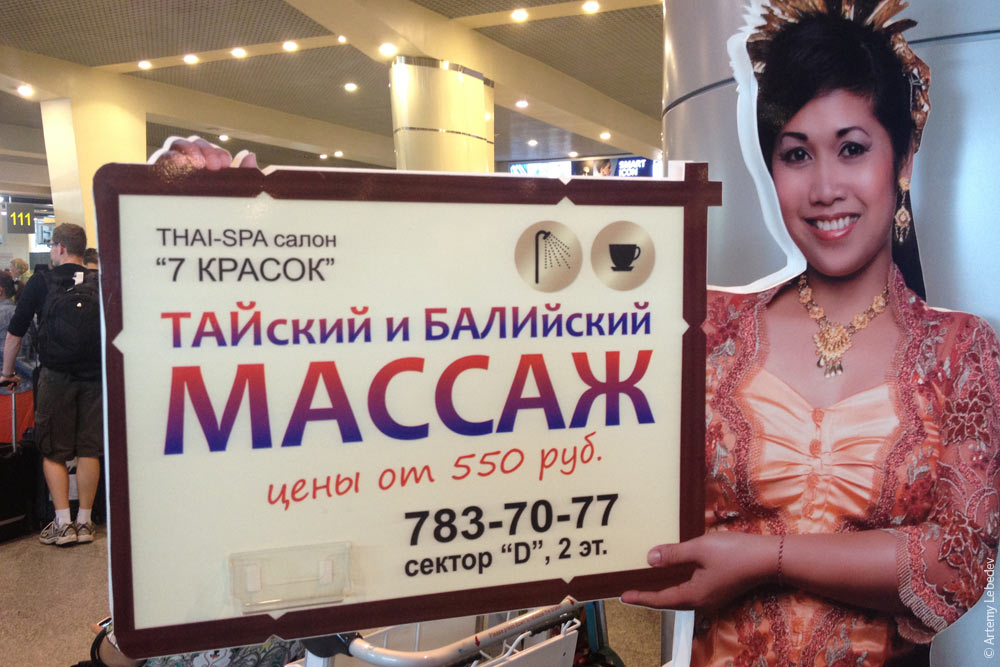 111
SMART
ICON
THAI-SPA салон
“7 КРАСОК”
ТАЙский и БАЛИйский
МАССАЖ
цены от 550 руб.
783-70-77
сектор “D”, 2 эт.
© Artemy Lebedev